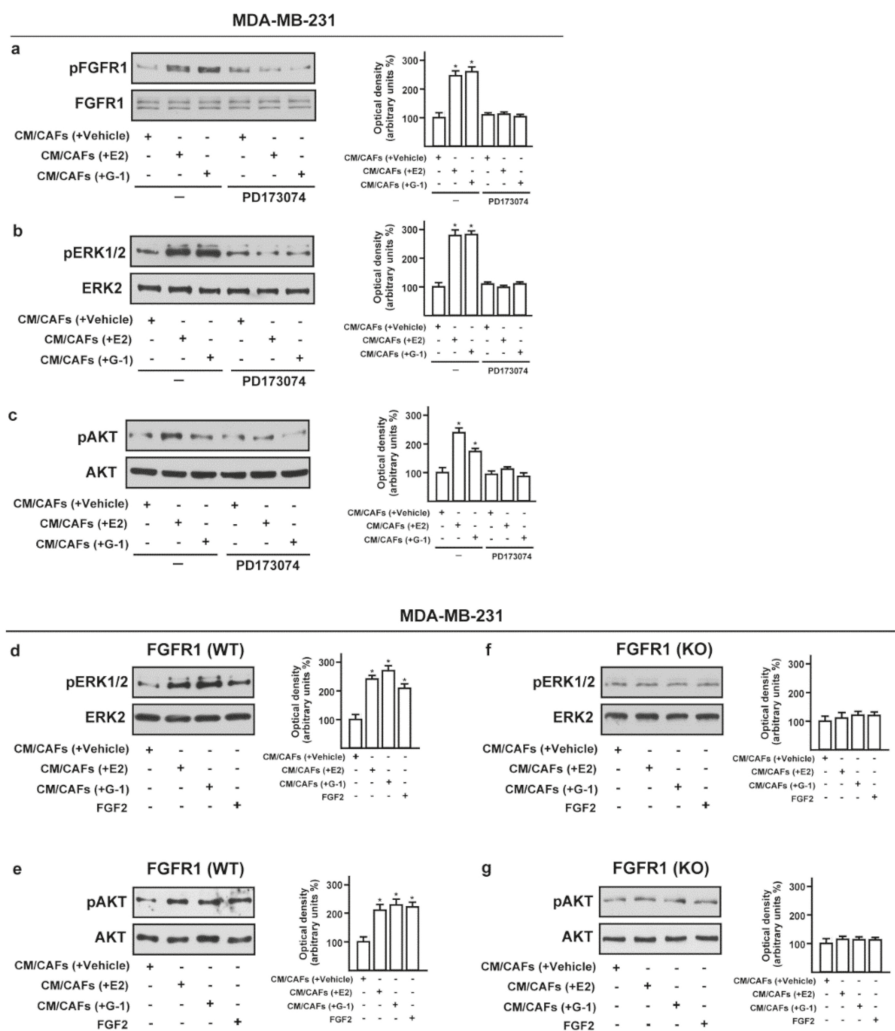 MDA-MB-231
a
pFGFR1
FGFR1
CM/CAFs (+Vehicle) + - - + - -
CM/CAFs (+E2) - + - - + -
CM/CAFs (+G-1) - - + - - +
– PD173074
Optical density
(arbitrary units %)
300
200
100
* *
CM/CAFs (+Vehicle) + - - + - -
CM/CAFs (+E2) - + - - + -
CM/CAFs (+G-1) - - + - - +
– PD173074
b
pERK1/2
ERK2
CM/CAFs (+Vehicle) + - - + - -
CM/CAFs (+E2) - + - - + -
CM/CAFs (+G-1) - - + - - +
– PD173074
Optical density
(arbitrary units %)
300
200
100
* *
CM/CAFs (+Vehicle) + - - + - -
CM/CAFs (+E2) - + - - + -
CM/CAFs (+G-1) - - + - - +
– PD173074
c
pAKT
AKT
CM/CAFs (+Vehicle) + - - + - -
CM/CAFs (+E2) - + - - + -
CM/CAFs (+G-1) - - + - - +
– PD173074
Optical density
(arbitrary units %)
300
200
100
* *
CM/CAFs (+Vehicle) + - - + - -
CM/CAFs (+E2) - + - - + -
CM/CAFs (+G-1) - - + - - +
– PD173074
MDA-MB-231
d
FGFR1 (WT)
pERK1/2
ERK2
CM/CAFs (+Vehicle) + - - -
CM/CAFs (+E2) - + - -
CM/CAFs (+G-1) - - + -
FGF2 - - - +
Optical density
(arbitrary units %)
300
200
100
* * *
CM/CAFs (+Vehicle) + - - -
CM/CAFs (+E2) - + - -
CM/CAFs (+G-1) - - + -
FGF2 - - - +
f
FGFR1 (KO)
pERK1/2
ERK2
CM/CAFs (+Vehicle) + - - -
CM/CAFs (+E2) - + - -
CM/CAFs (+G-1) - - + -
FGF2 - - - +
Optical density
(arbitrary units %)
300
200
100
CM/CAFs (+Vehicle) + - - -
CM/CAFs (+E2) - + - -
CM/CAFs (+G-1) - - + -
FGF2 - - - +
e
FGFR1 (WT)
pAKT
AKT
CM/CAFs (+Vehicle) + - - -
CM/CAFs (+E2) - + - -
CM/CAFs (+G-1) - - + -
FGF2 - - - +
Optical density
(arbitrary units %)
300
200
100
* * *
CM/CAFs (+Vehicle) + - - -
CM/CAFs (+E2) - + - -
CM/CAFs (+G-1) - - + -
FGF2 - - - +
g
FGFR1 (KO)
pAKT
AKT
CM/CAFs (+Vehicle) + - - -
CM/CAFs (+E2) - + - -
CM/CAFs (+G-1) - - + -
FGF2 - - - +
Optical density
(arbitrary units %)
300
200
100
CM/CAFs (+Vehicle) + - - -
CM/CAFs (+E2) - + - -
CM/CAFs (+G-1) - - + -
FGF2 - - - +